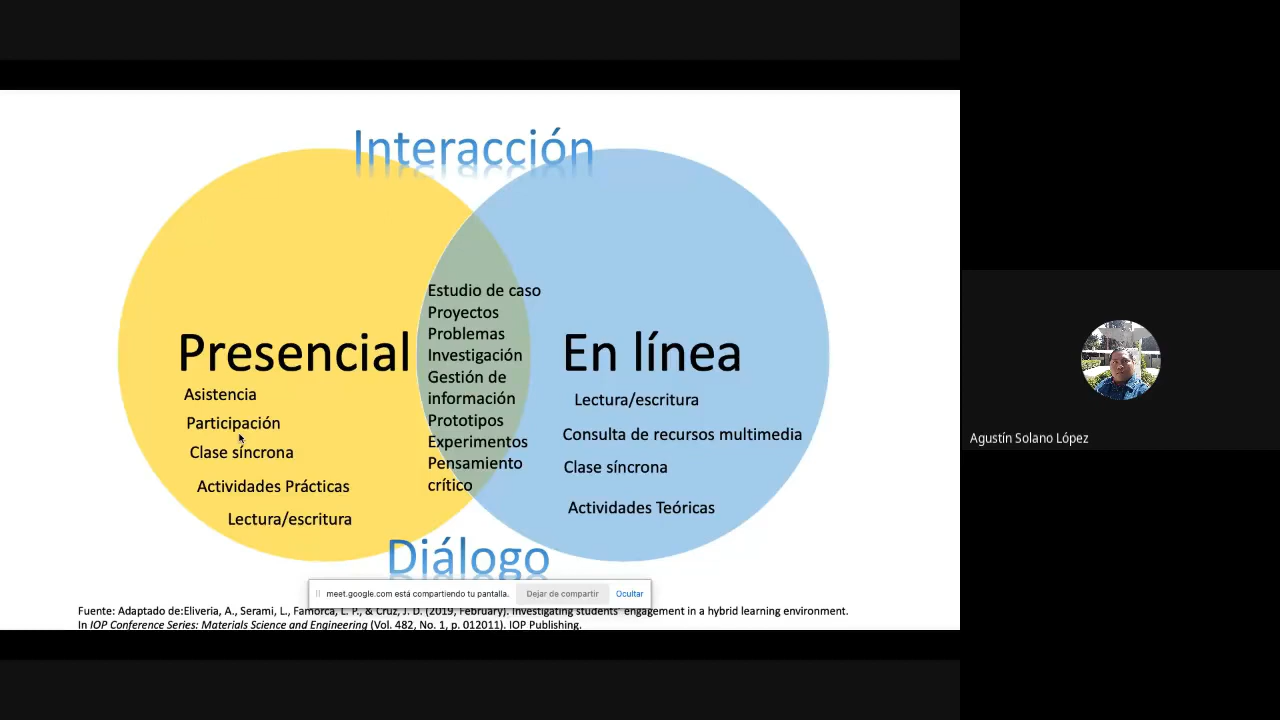 Interacción
Presencial
Asistencia
Participación
Clase síncrona
Actividades Prácticas
Lectura/escritura
Estudio de caso
Proyectos
Problemas
Investigación
Gestión de
información
Prototipos
Experimentos
Pensamiento
crítico
En línea
Lectura/escritura
Consulta de recursos multimedia
Clase síncrona
Actividades Teóricas
Diálogo
meet.google.com está compartiendo tu pantalla. Dejar de compartir Ocultar
Fuente: Adaptado de:Eliveria, A., Serami, L., Famorca, L. P., & Cruz, J. D. (2019, February). Investigating students' engagement in a hybrid learning environment.
In IOP Conference Series: Materials Science and Engineering (Vol. 482, No. 1, p. 012011). IOP Publishing.
Agustín Solano López